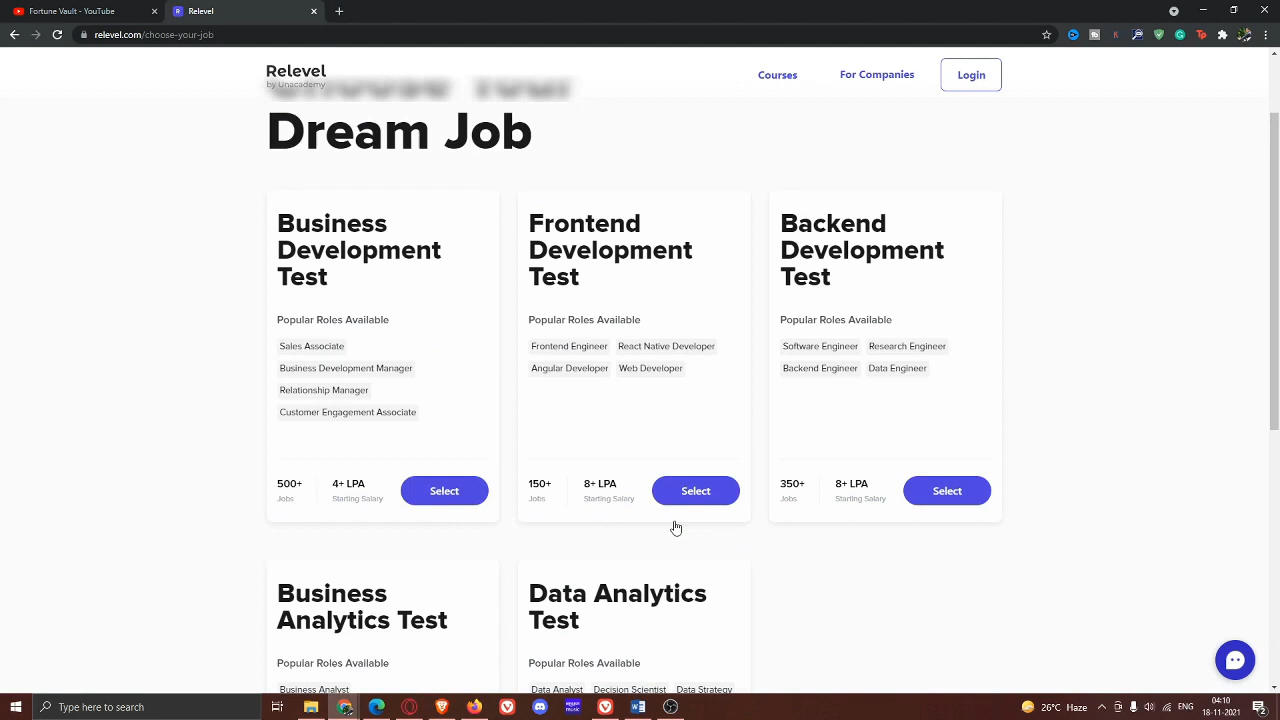 Fortune Vault - YouTube
Relevel
relevel.com/choose-your-job
Relevel
by Unacademy
Courses
For Companies
Login
Dream Job
Business
Development
Test
Popular Roles Available
Sales Associate
Business Development Manager
Relationship Manager
Customer Engagement Associate
500+
Jobs
4+ LPA
Starting Salary
Select
Frontend
Development
Test
Popular Roles Available
Frontend Engineer React Native Developer
Angular Developer Web Developer
150+
Jobs
8+ LPA
Starting Salary
Select
Backend
Development
Test
Popular Roles Available
Software Engineer Research Engineer
Backend Engineer Data Engineer
350+
Jobs
8+ LPA
Starting Salary
Select
Business
Analytics Test
Popular Roles Available
Business Analyst
Data Analytics
Test
Popular Roles Available
Data Analyst Decision Scientist Data Strategy
Type here to search
26°C Haze
ENG
04:10
18-11-2021